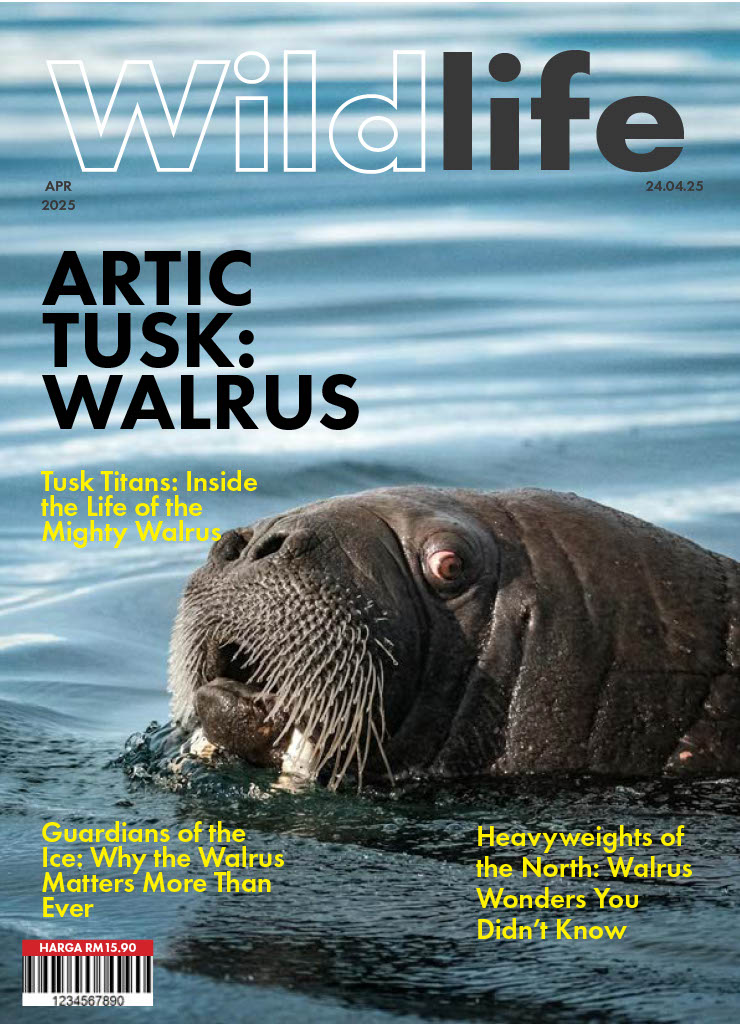 Wildlife
APR
2025
24.04.25
ARTIC
TUSK:
WALRUS
Tusk Titans: Inside
the Life of the
Mighty Walrus
Guardians of the
Ice: Why the Walrus
Matters More Than
Ever
Heavyweights of
the North: Walrus
Wonders You
Didn't Know
HARGA RM15.90
1234567890